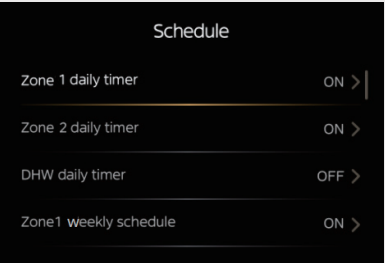 Schedule
Zone 1 daily timer ON
Zone 2 daily timer ON
DHW daily timer OFF
Zone1 weekly schedule ON